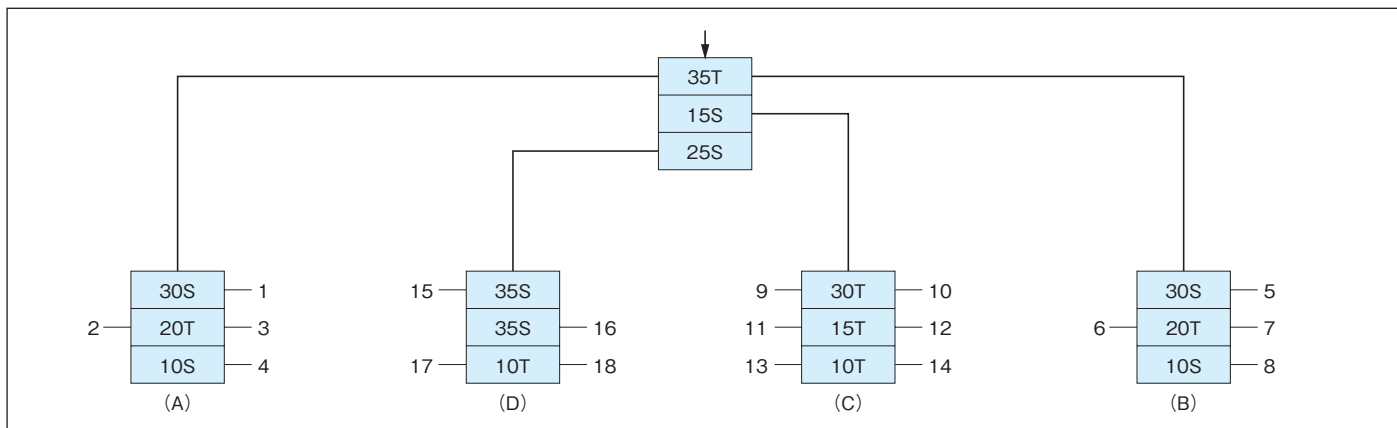 35T
15S
25S
30S 1
2 20T 3
10S 4
(A)
15 35S
35S 16
17 10T 18
(D)
9 30T 10
11 15T 12
13 10T 14
(C)
30S 5
6 20T 7
10S 8
(B)